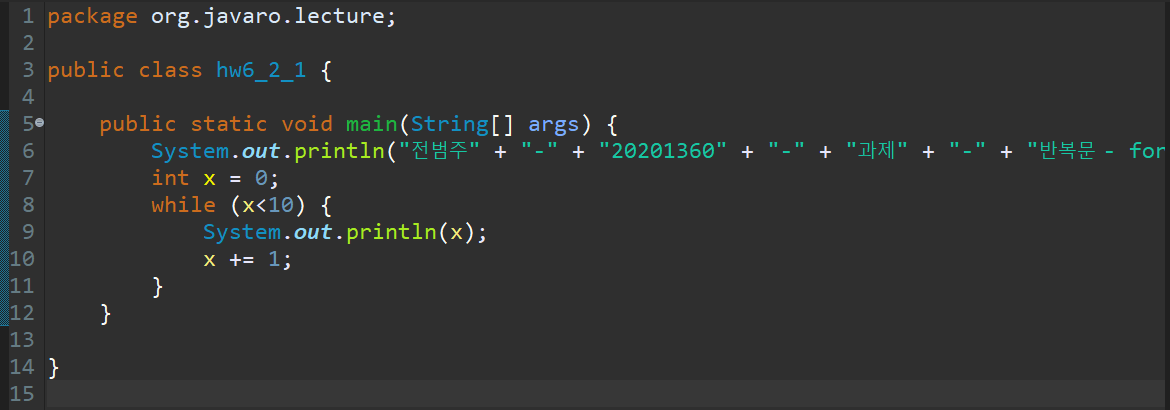 1 package org.javaro.lecture;
2
3 public class hw6_2_1 {
4
5 public static void main(String[] args) {
6 System.out.println("전범주" + "-" + "20201360" + "-" + "과제" + "-" + "반복문 - for
7 int x = 0;
8 while (x<10) {
9 System.out.println(x);
10 x += 1;
11 }
12 }
13
14 }
15